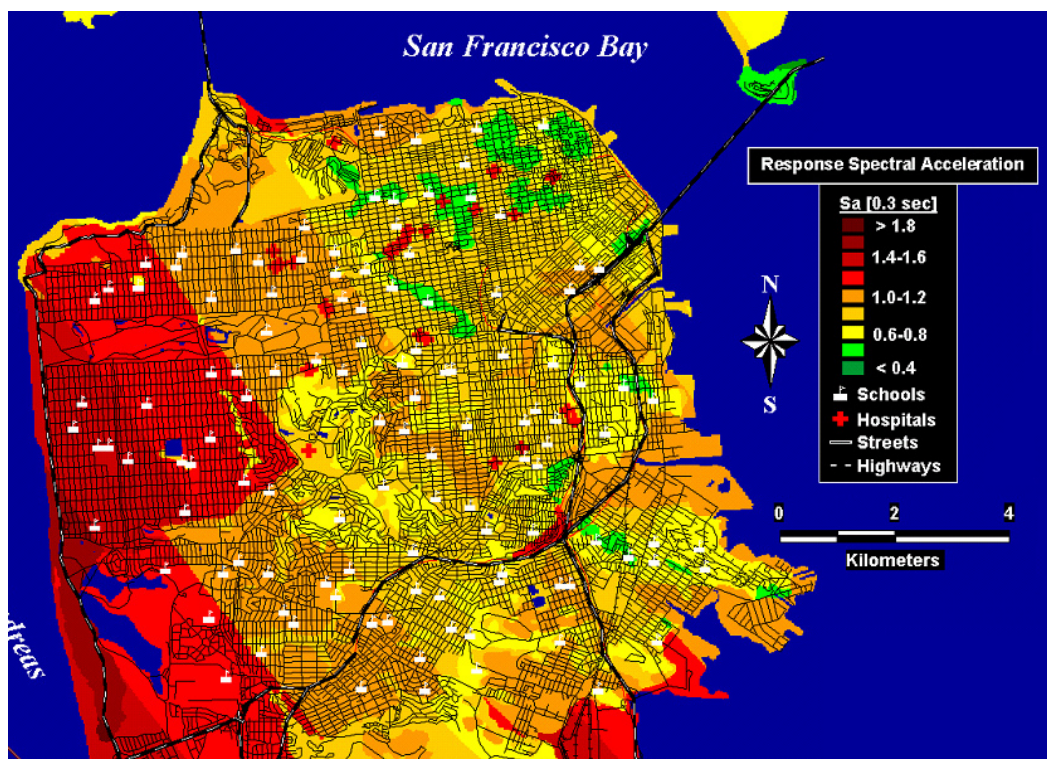 San Francisco Bay
Response Spectral Acceleration
Sa [0.3 sec]
> 1.8
1.4-1.6
1.0-1.2
0.6-0.8
< 0.4
Schools
Hospitals
Streets
Highways
N
S
0 2 4
Kilometers
dreas